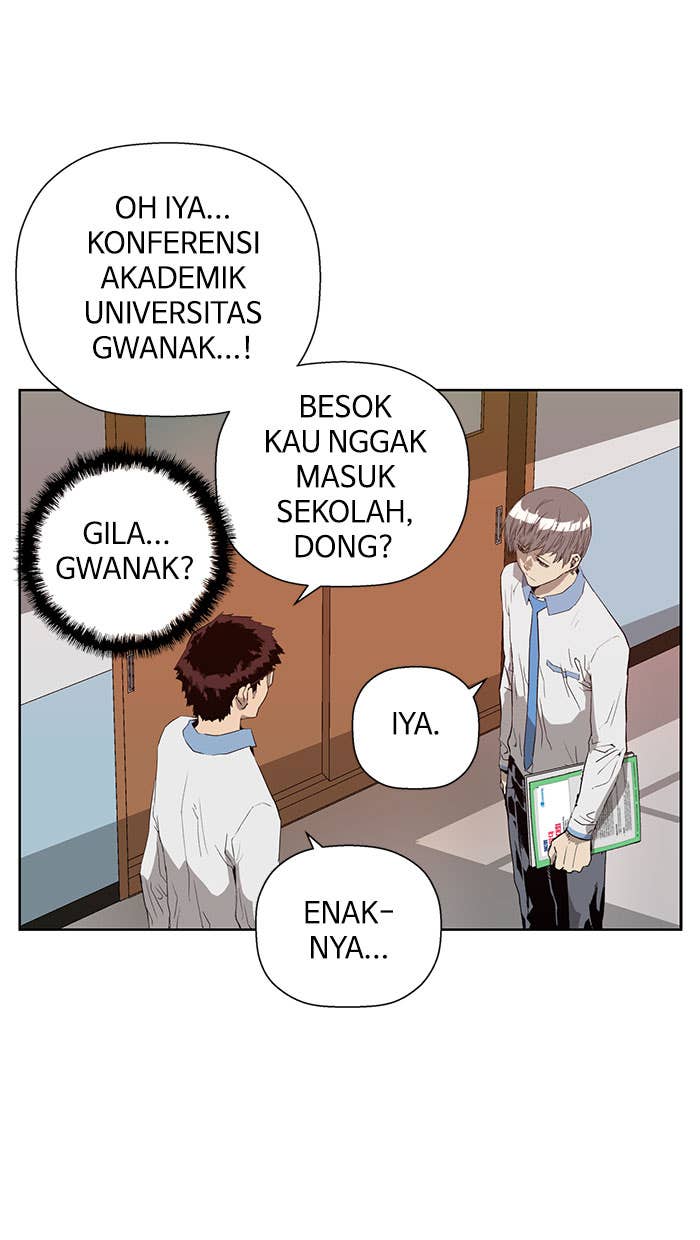 OH IYA...
KONFERENSI
AKADEMIK
UNIVERSITAS
GWANAK...!
BESOK
KAU NGGAK
MASUK
SEKOLAH,
DONG?
GILA...
GWANAK?
IYA.
ENAK-
NYA...